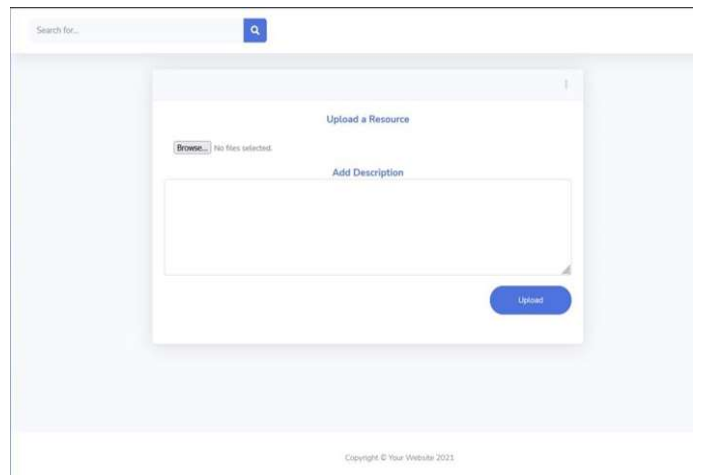 Search for...
Upload a Resource
Browse... No files selected.
Add Description
Upload
Copyright © Your Website 2021